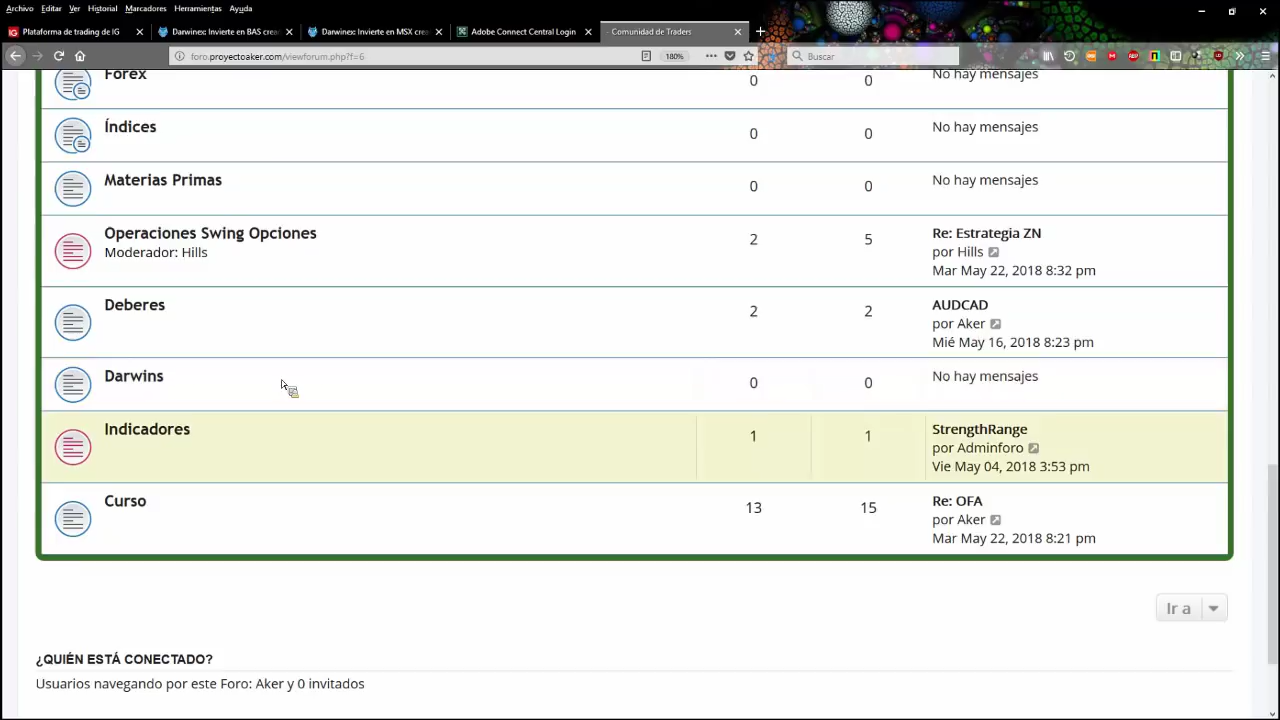 Archivo Editar Ver Historial Marcadores Herramientas Ayuda
Plataforma de trading de IG
Darwinex: Invierte en BAS crea
Darwinex: Invierte en MSX crea
Adobe Connect Central Login
- Comunidad de Traders
foro.proyectoaker.com/viewforum.php?f=6
180%
Buscar
Forex 0 0 No hay mensajes
Índices 0 0 No hay mensajes
Materias Primas 0 0 No hay mensajes
Operaciones Swing Opciones
Moderador: Hills
2 5
Re: Estrategia ZN
por Hills
Mar May 22, 2018 8:32 pm
Deberes
2 2
AUDCAD
por Aker
Mié May 16, 2018 8:23 pm
Darwins 0 0 No hay mensajes
Indicadores
1 1
StrengthRange
por Adminforo
Vie May 04, 2018 3:53 pm
Curso
13 15
Re: OFA
por Aker
Mar May 22, 2018 8:21 pm
Ir a
¿QUIÉN ESTÁ CONECTADO?
Usuarios navegando por este Foro: Aker y 0 invitados